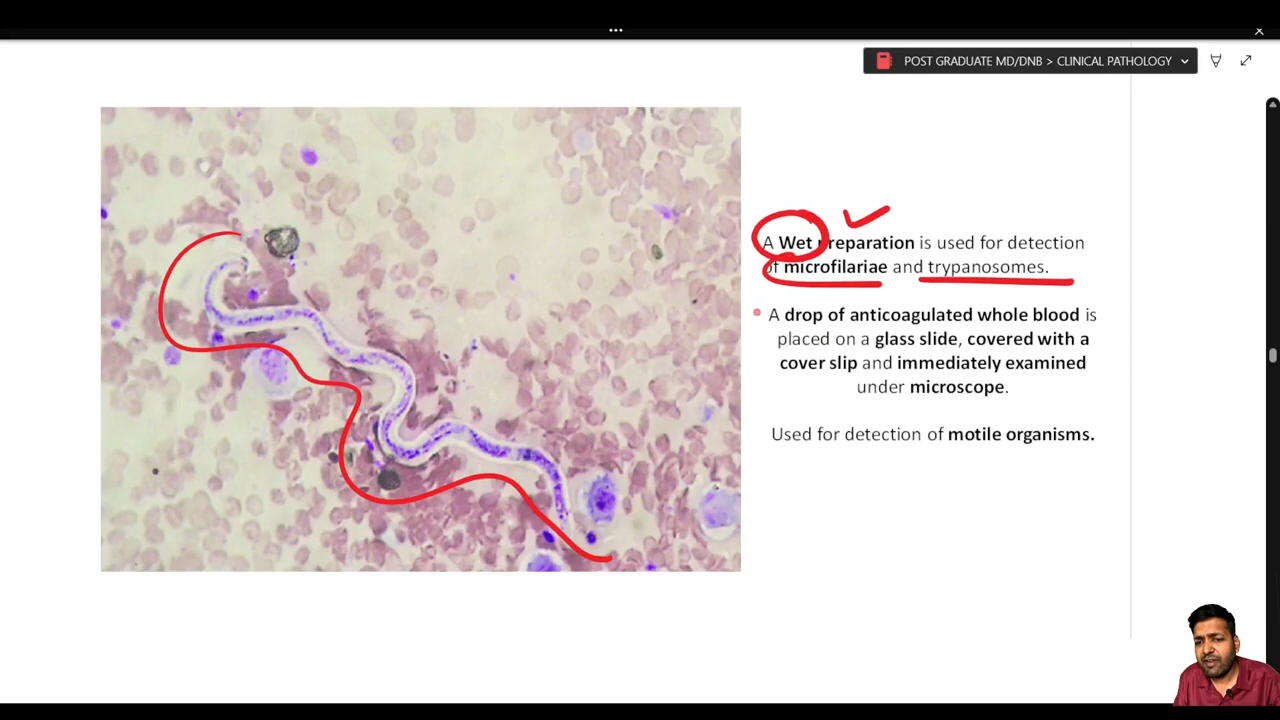 POST GRADUATE MD/DNB > CLINICAL PATHOLOGY
A Wet preparation is used for detection
of microfilariae and trypanosomes.
A drop of anticoagulated whole blood is
placed on a glass slide, covered with a
cover slip and immediately examined
under microscope.
Used for detection of motile organisms.